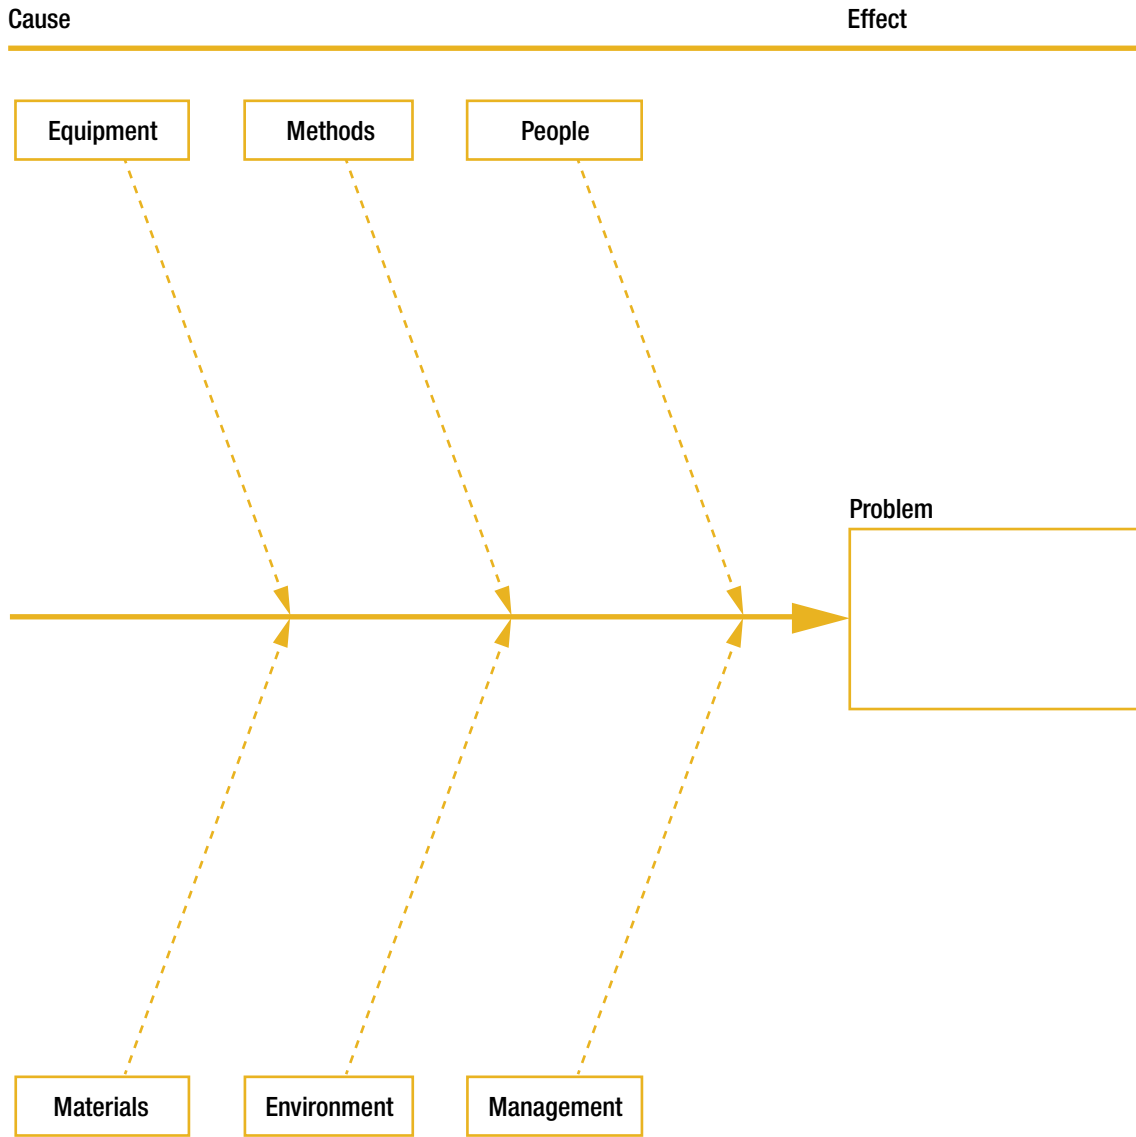 Cause
Effect
Equipment
Methods
People
Problem
Materials
Environment
Management